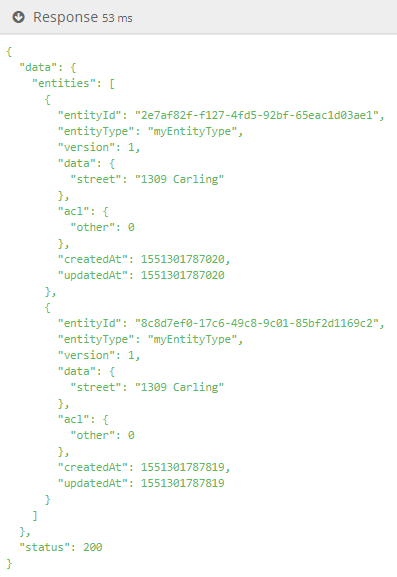 Response 53 ms
{
  "data": {
    "entities": [
      {
        "entityId": "2e7af82f-f127-4fd5-92bf-65eac1d03ae1",
        "entityType": "myEntityType",
        "version": 1,
        "data": {
          "street": "1309 Carling"
        },
        "acl": {
          "other": 0
        },
        "createdAt": 1551301787020,
        "updatedAt": 1551301787020
      },
      {
        "entityId": "8c8d7ef0-17c6-49c8-9c01-85bf2d1169c2",
        "entityType": "myEntityType",
        "version": 1,
        "data": {
          "street": "1309 Carling"
        },
        "acl": {
          "other": 0
        },
        "createdAt": 1551301787819,
        "updatedAt": 1551301787819
      }
    ]
  },
  "status": 200
}